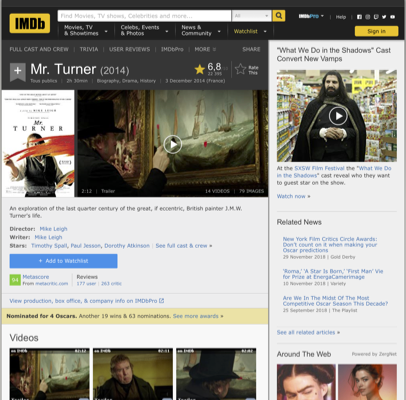 IMDb
Find Movies, TV shows, Celebrities and more...
All
IMDbPro
Help
Movies, TV
& Showtimes
Celebs, Events
& Photos
News &
Community
Watchlist
Sign in
FULL CAST AND CREW | TRIVIA | USER REVIEWS | IMDbPro | MORE
SHARE
Mr. Turner (2014)
Tous publics | 2h 30min | Biography, Drama, History | 3 December 2014 (France)
6,8
Rate
This
MR.
TURNER
2:12 | Trailer
14 VIDEOS | 79 IMAGES
An exploration of the last quarter century of the great, if eccentric, British painter J.M.W.
Turner's life.
Director: Mike Leigh
Writer: Mike Leigh
Stars: Timothy Spall, Paul Jesson, Dorothy Atkinson | See full cast & crew »
+ Add to Watchlist
94
Metascore
From metacritic.com
Reviews
177 user | 263 critic
View production, box office, & company info on IMDbPro
Nominated for 4 Oscars. Another 19 wins & 63 nominations. See more awards »
Videos
"What We Do in the Shadows" Cast
Convert New Vamps
At the SXSW Film Festival the "What We
Do in the Shadows" cast reveal who they
want to guest star on the show.
Watch now »
Related News
New York Film Critics Circle Awards:
Don't count on it when making your
Oscar predictions
29 November 2018 | Gold Derby
'Roma,' 'A Star Is Born,' 'First Man' Vie
for Prize at EnergaCamerimage
10 November 2018 | Variety
Are We In The Midst Of The Most
Competitive Oscar Season This Decade?
25 September 2018 | The Playlist
See all related articles »
Around The Web
Powered by ZergNet